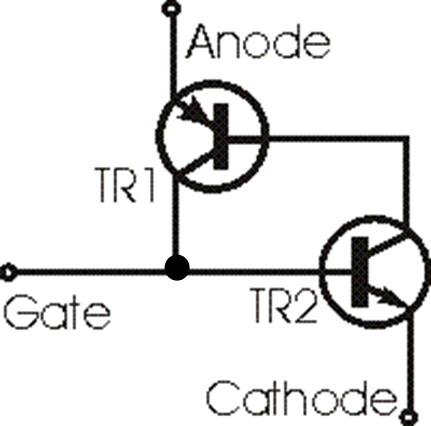 Anode
TR1
Gate
TR2
Cathode